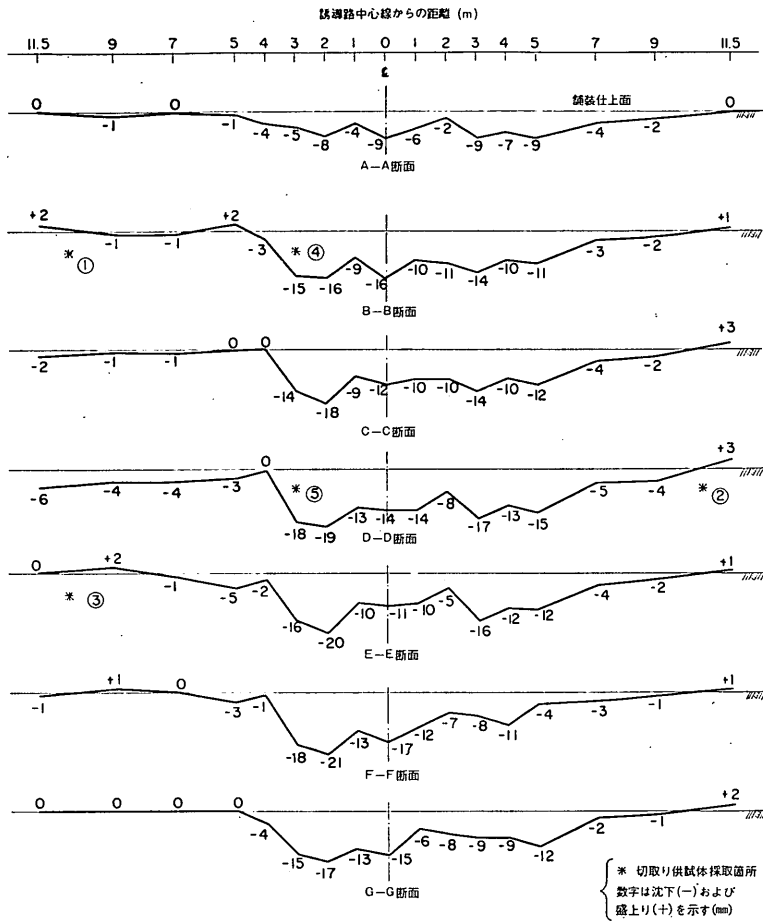 誘導路中心線からの距離 (m)
11.5 9 7 5 4 3 2 1 0 1 2 3 4 5 7 9 11.5
℄
舗装仕上面
0 -1 0 -1 -4 -5 -8 -4 -9 -6 -2 -9 -7 -9 -4 -2 0
A-A断面
+2 -1 -1 +2 -3 -15 -16 -9 -16 -10 -11 -14 -10 -11 -3 -2 +1
* ① * ④
B-B断面
-2 -1 -1 0 0 -14 -18 -9 -12 -10 -10 -14 -10 -12 -4 -2 +3
C-C断面
-6 -4 -4 -3 0 -18 -19 -13 -14 -14 -8 -17 -13 -15 -5 -4 +3
* ⑤ * ②
D-D断面
0 +2 -1 -5 -2 -16 -20 -10 -11 -10 -5 -16 -12 -12 -4 -2 +1
* ③
E-E断面
-1 +1 0 -3 -1 -18 -21 -13 -17 -12 -7 -8 -11 -4 -3 -1 +1
F-F断面
0 0 0 0 -4 -15 -17 -13 -15 -6 -8 -9 -9 -12 -2 -1 +2
G-G断面
* 切取り供試体採取箇所
数字は沈下(-)および
盛上り(+)を示す(mm)